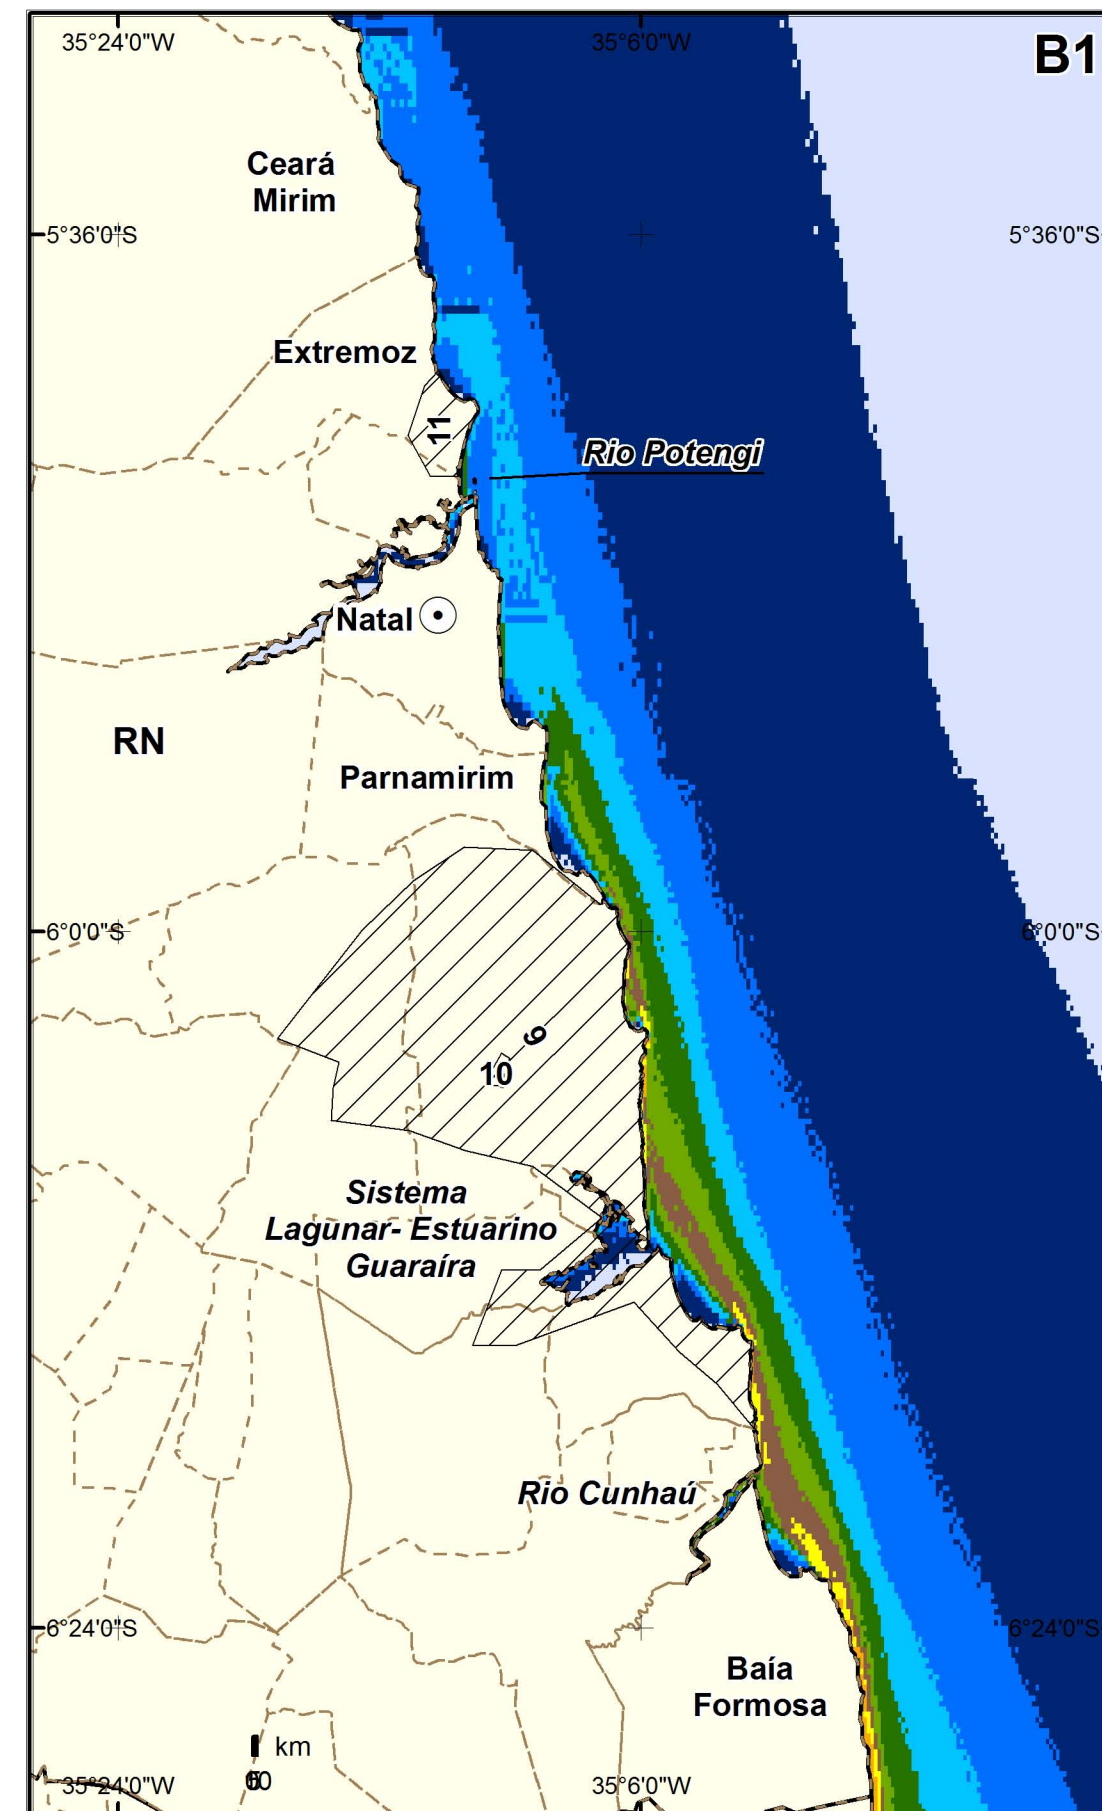 35°24'0"W
35°6'0"W
B1
Ceará
Mirim
5°36'0"S
5°36'0"S
Extremoz
11
Rio Potengi
Natal
RN
Parnamirim
6°0'0"S
6°0'0"S
9
10
Sistema
Lagunar- Estuarino
Guaraíra
Rio Cunhaú
6°24'0"S
6°24'0"S
Baía
Formosa
km
35°24'0"W
35°6'0"W